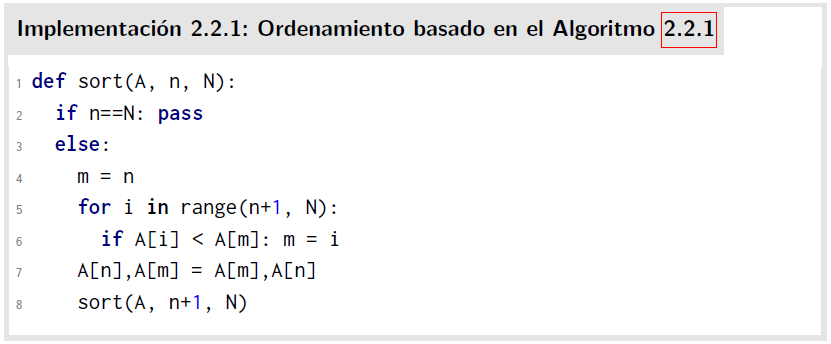 Implementación 2.2.1: Ordenamiento basado en el Algoritmo 2.2.1
1 def sort(A, n, N):
2   if n==N: pass
3   else:
4     m = n
5     for i in range(n+1, N):
6       if A[i] < A[m]: m = i
7     A[n],A[m] = A[m],A[n]
8     sort(A, n+1, N)